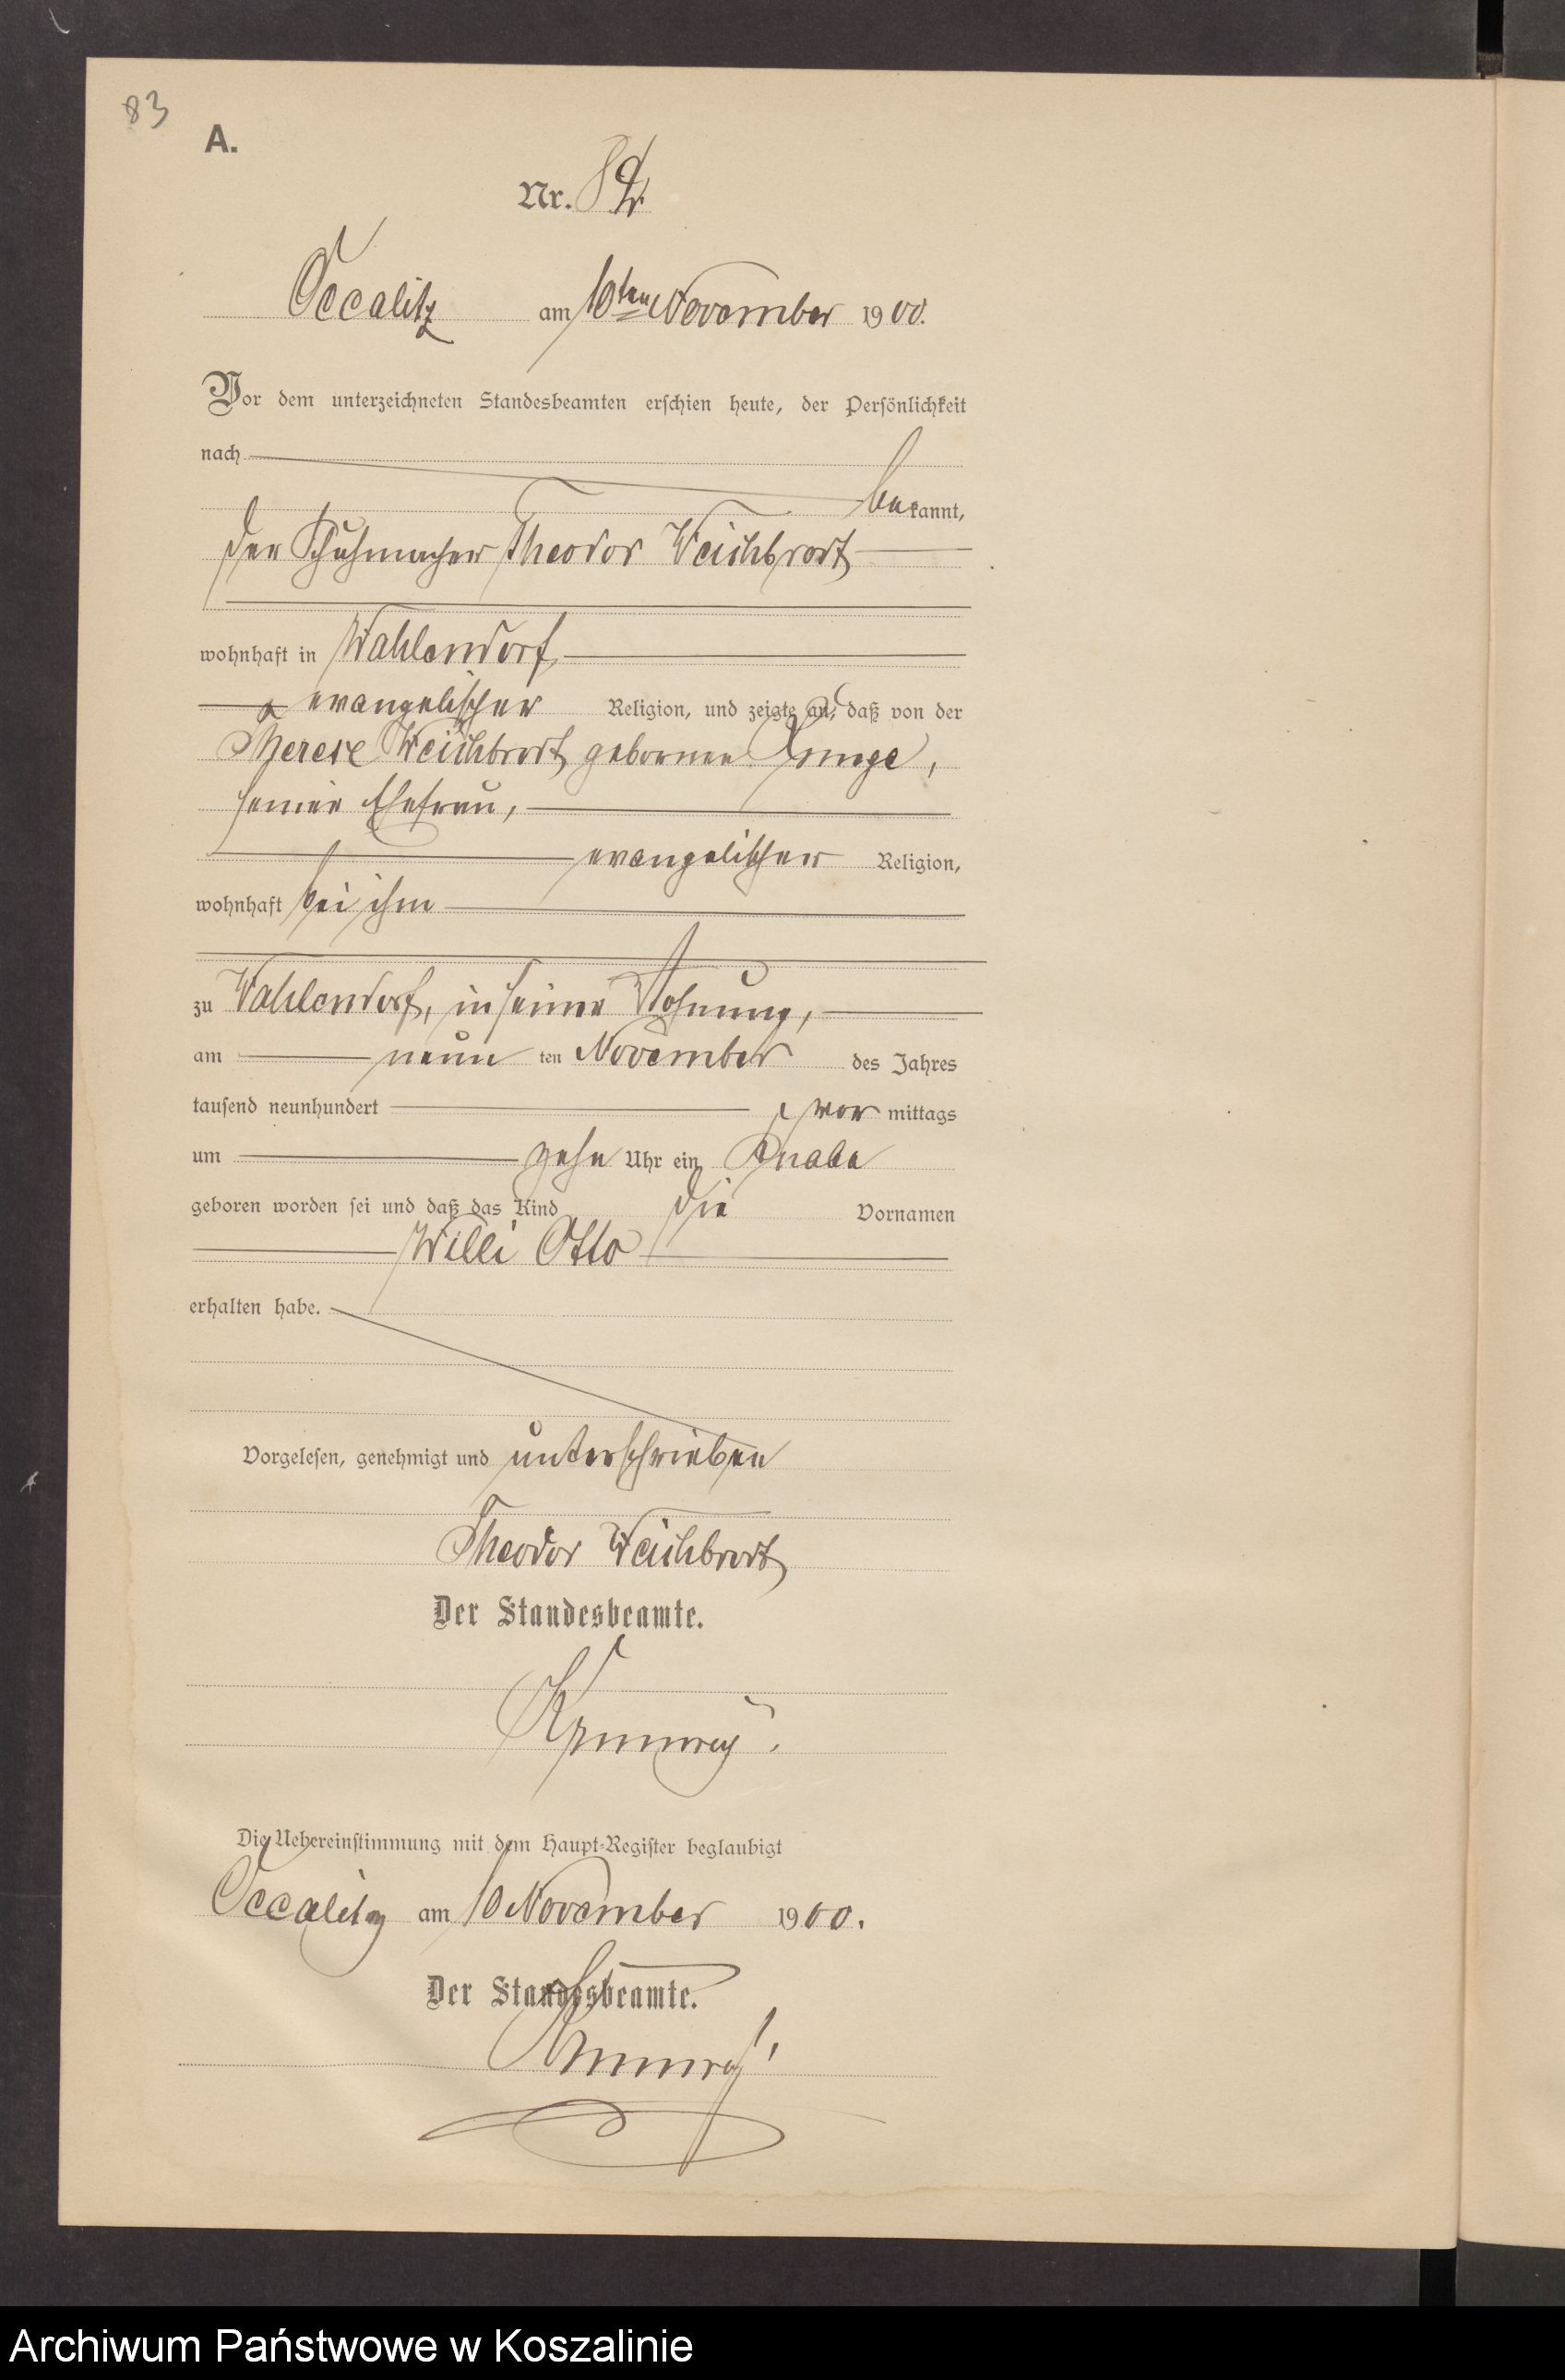 83
A.
Nr. 82.
Occalitz am 10ten November 1900.
Vor dem unterzeichneten Standesbeamten erschien heute, der Persönlichkeit
nach
bekannt,
der Schuhmacher Theodor Weichbrodt
wohnhaft in Wahlendorf
evangelischer Religion, und zeigte an, daß von der
Therese Weichbrodt geborenen Junge,
seiner Ehefrau,
evangelischer Religion,
wohnhaft bei ihm
zu Wahlendorf, in seiner Wohnung,
am neun ten November des Jahres
tausend neunhundert , vor mittags
um zehn Uhr ein Knabe
geboren worden sei und daß das Kind die Vornamen
Willi Otto
erhalten habe.
Vorgelesen, genehmigt und unterschrieben
Theodor Weichbrodt
Der Standesbeamte.
Die Uebereinstimmung mit dem Haupt-Register beglaubigt
Occalitz am 10 November 1900.
Der Standesbeamte.
Archiwum Państwowe w Koszalinie